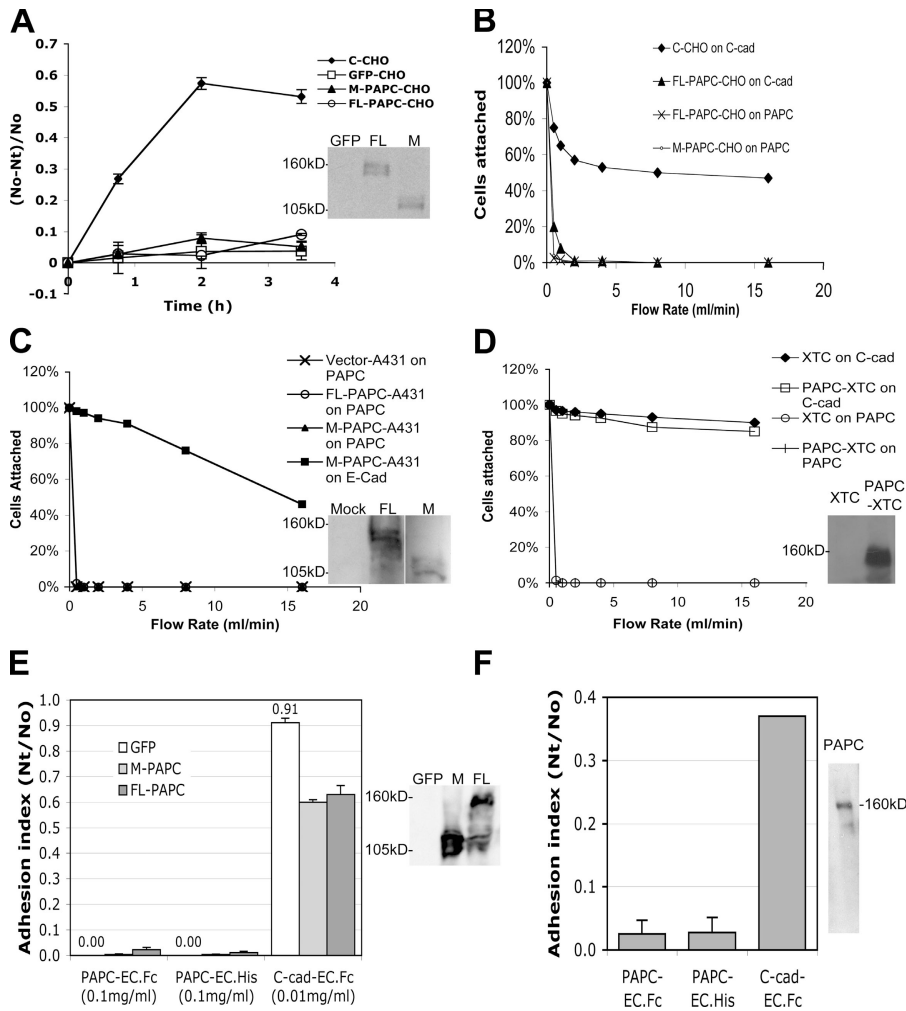 A
0.7
0.6
0.5
0.4
0.3
0.2
0.1
0
-0.1
(No-Nt)/No
0 1 2 3 4
Time (h)
C-CHO
GFP-CHO
M-PAPC-CHO
FL-PAPC-CHO
GFP FL M
160kD-
105kD-
B
120%
100%
80%
60%
40%
20%
0%
Cells attached
0 5 10 15 20
Flow Rate (ml/min)
C-CHO on C-cad
FL-PAPC-CHO on C-cad
FL-PAPC-CHO on PAPC
M-PAPC-CHO on PAPC
C
120%
100%
80%
60%
40%
20%
0%
Cells Attached
0 5 10 15 20
Flow Rate (ml/min)
Vector-A431 on
PAPC
FL-PAPC-A431
on PAPC
M-PAPC-A431
on PAPC
M-PAPC-A431
on E-Cad
Mock FL M
160kD-
105kD-
D
120%
100%
80%
60%
40%
20%
0%
Cells attached
0 5 10 15 20
Flow Rate (ml/min)
XTC on C-cad
PAPC-XTC on
C-cad
XTC on PAPC
PAPC-XTC on
PAPC
XTC PAPC
-XTC
160kD-
E
1.0
0.9
0.8
0.7
0.6
0.5
0.4
0.3
0.2
0.1
0.0
Adhesion index (Nt/No)
GFP
M-PAPC
FL-PAPC
0.00
0.00
0.91
PAPC-EC.Fc
(0.1mg/ml)
PAPC-EC.His
(0.1mg/ml)
C-cad-EC.Fc
(0.01mg/ml)
GFP M FL
160kD-
105kD-
F
0.4
0.3
0.2
0.1
0.0
Adhesion index (Nt/No)
PAPC-
EC.Fc
PAPC-
EC.His
C-cad-
EC.Fc
PAPC
-160kD